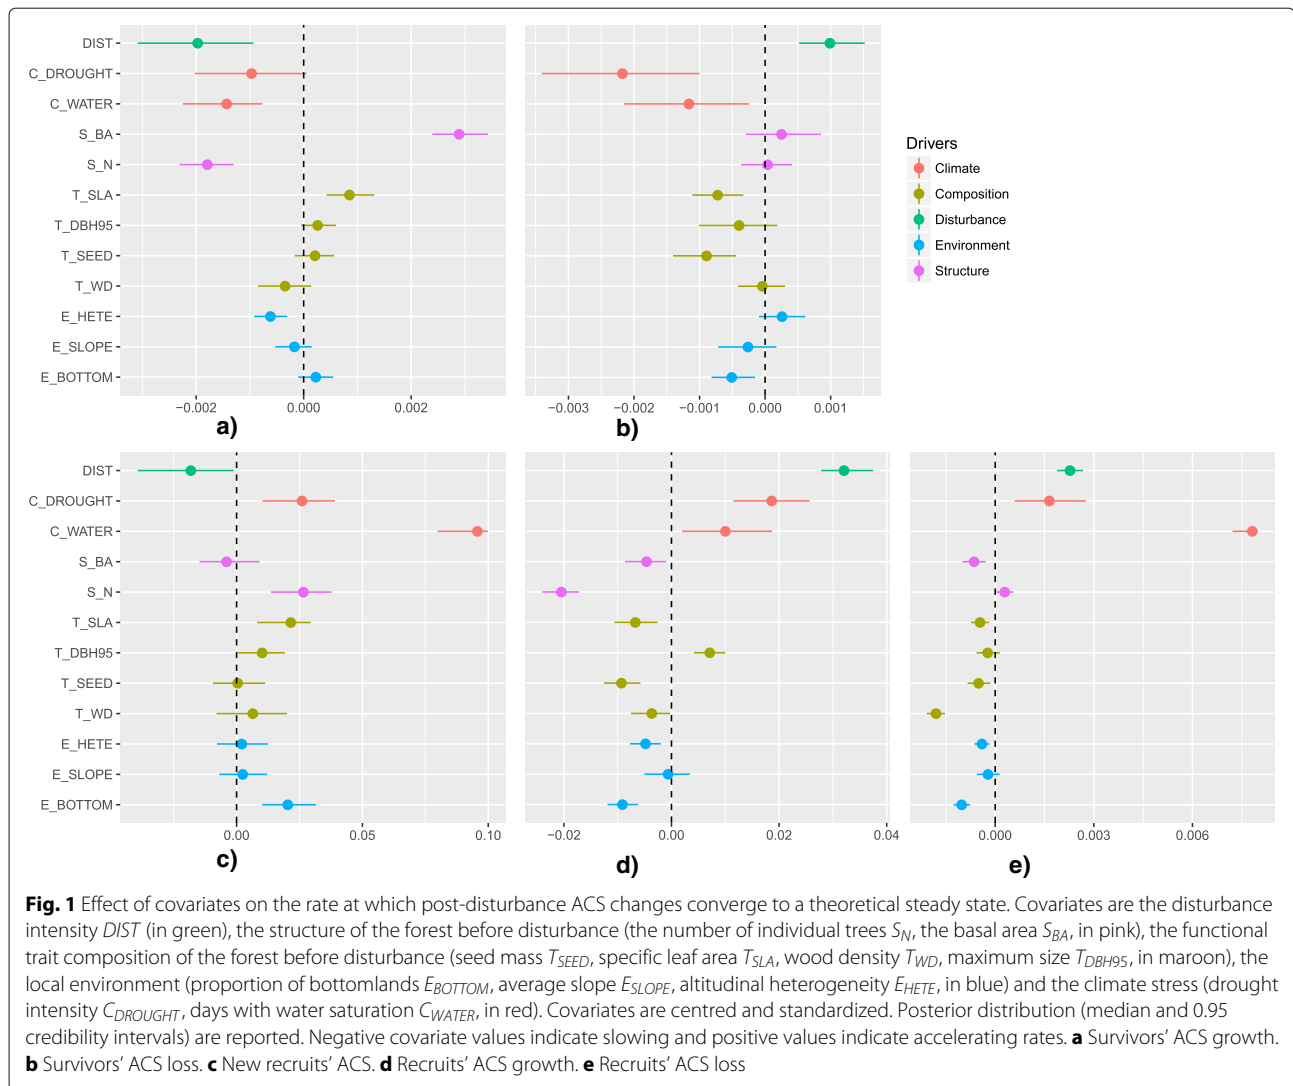 DIST
C_DROUGHT
C_WATER
S_BA
S_N
T_SLA
T_DBH95
T_SEED
T_WD
E_HETE
E_SLOPE
E_BOTTOM
−0.002 0.000 0.002
a)
−0.003 −0.002 −0.001 0.000 0.001
b)
Drivers
Climate
Composition
Disturbance
Environment
Structure
DIST
C_DROUGHT
C_WATER
S_BA
S_N
T_SLA
T_DBH95
T_SEED
T_WD
E_HETE
E_SLOPE
E_BOTTOM
0.00 0.05 0.10
c)
−0.02 0.00 0.02 0.04
d)
0.000 0.003 0.006
e)
Fig. 1 Effect of covariates on the rate at which post-disturbance ACS changes converge to a theoretical steady state. Covariates are the disturbance
intensity DIST (in green), the structure of the forest before disturbance (the number of individual trees S_N, the basal area S_BA, in pink), the functional
trait composition of the forest before disturbance (seed mass T_SEED, specific leaf area T_SLA, wood density T_WD, maximum size T_DBH95, in maroon), the
local environment (proportion of bottomlands E_BOTTOM, average slope E_SLOPE, altitudinal heterogeneity E_HETE, in blue) and the climate stress (drought
intensity C_DROUGHT, days with water saturation C_WATER, in red). Covariates are centred and standardized. Posterior distribution (median and 0.95
credibility intervals) are reported. Negative covariate values indicate slowing and positive values indicate accelerating rates. a Survivors’ ACS growth.
b Survivors’ ACS loss. c New recruits’ ACS. d Recruits’ ACS growth. e Recruits’ ACS loss